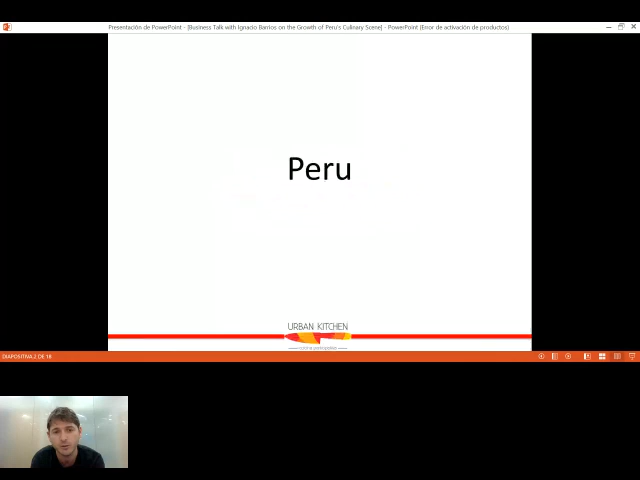 Presentación de PowerPoint - [Business Talk with Ignacio Barrios on the Growth of Peru's Culinary Scene] - PowerPoint (Error de activación de productos)
Peru
URBAN KITCHEN
DIAPOSITIVA 2 DE 18